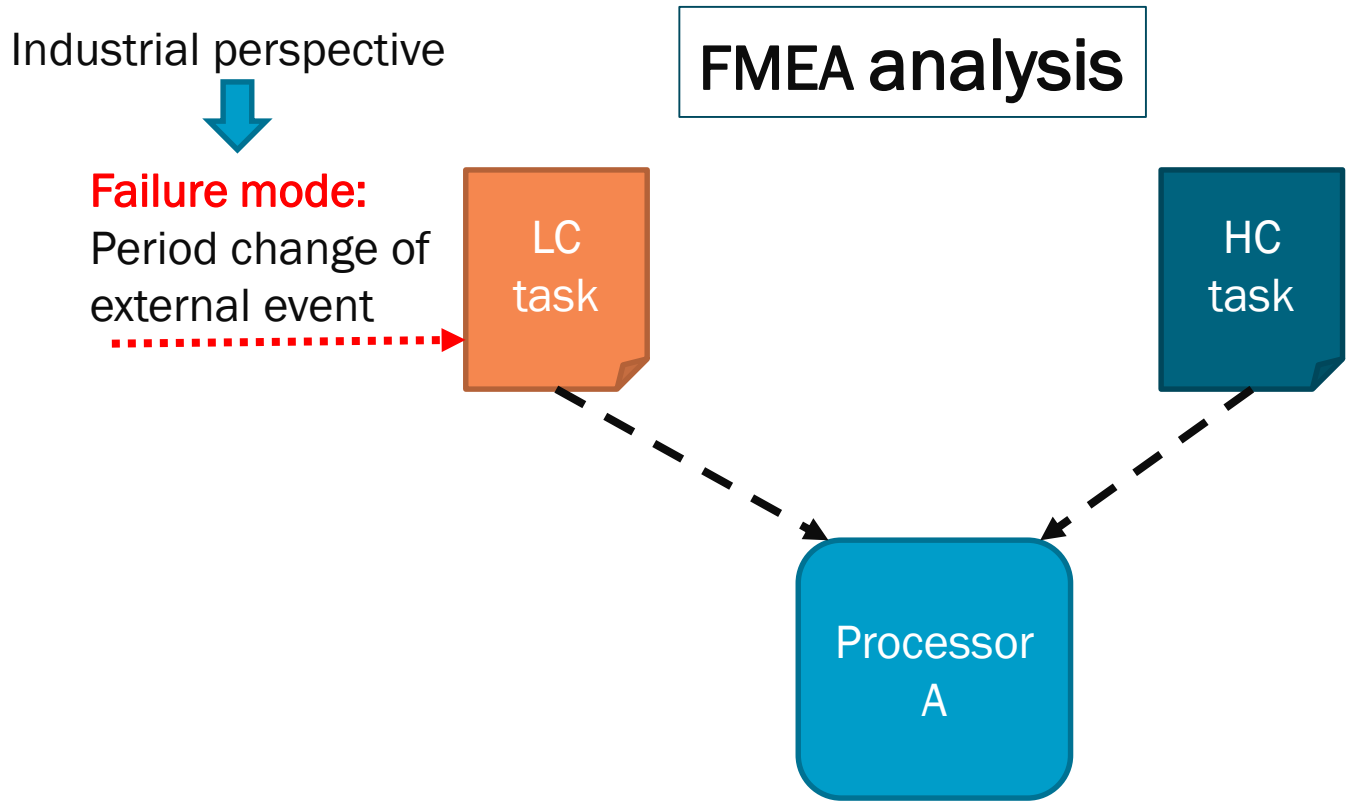 Industrial perspective
FMEA analysis
Failure mode:
Period change of
external event
LC
task
HC
task
Processor
A